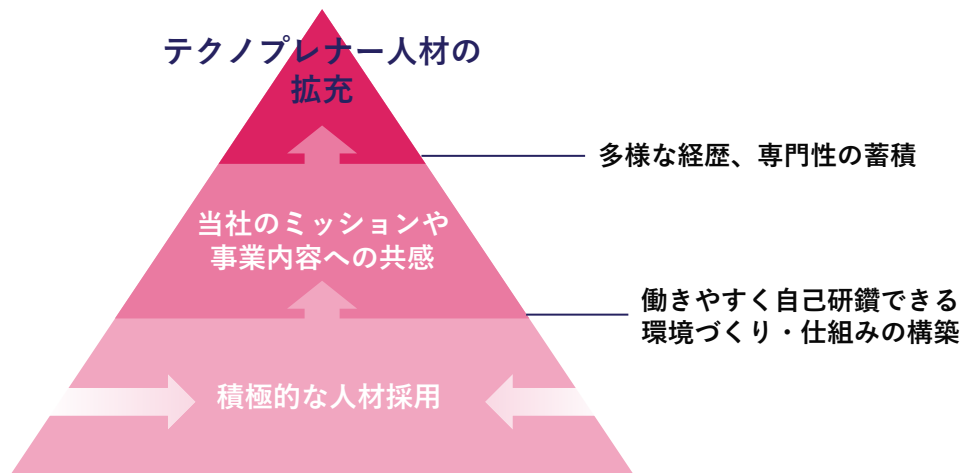 テクノプレナー人材の
拡充
多様な経歴、専門性の蓄積
当社のミッションや
事業内容への共感
働きやすく自己研鑽できる
環境づくり・仕組みの構築
積極的な人材採用